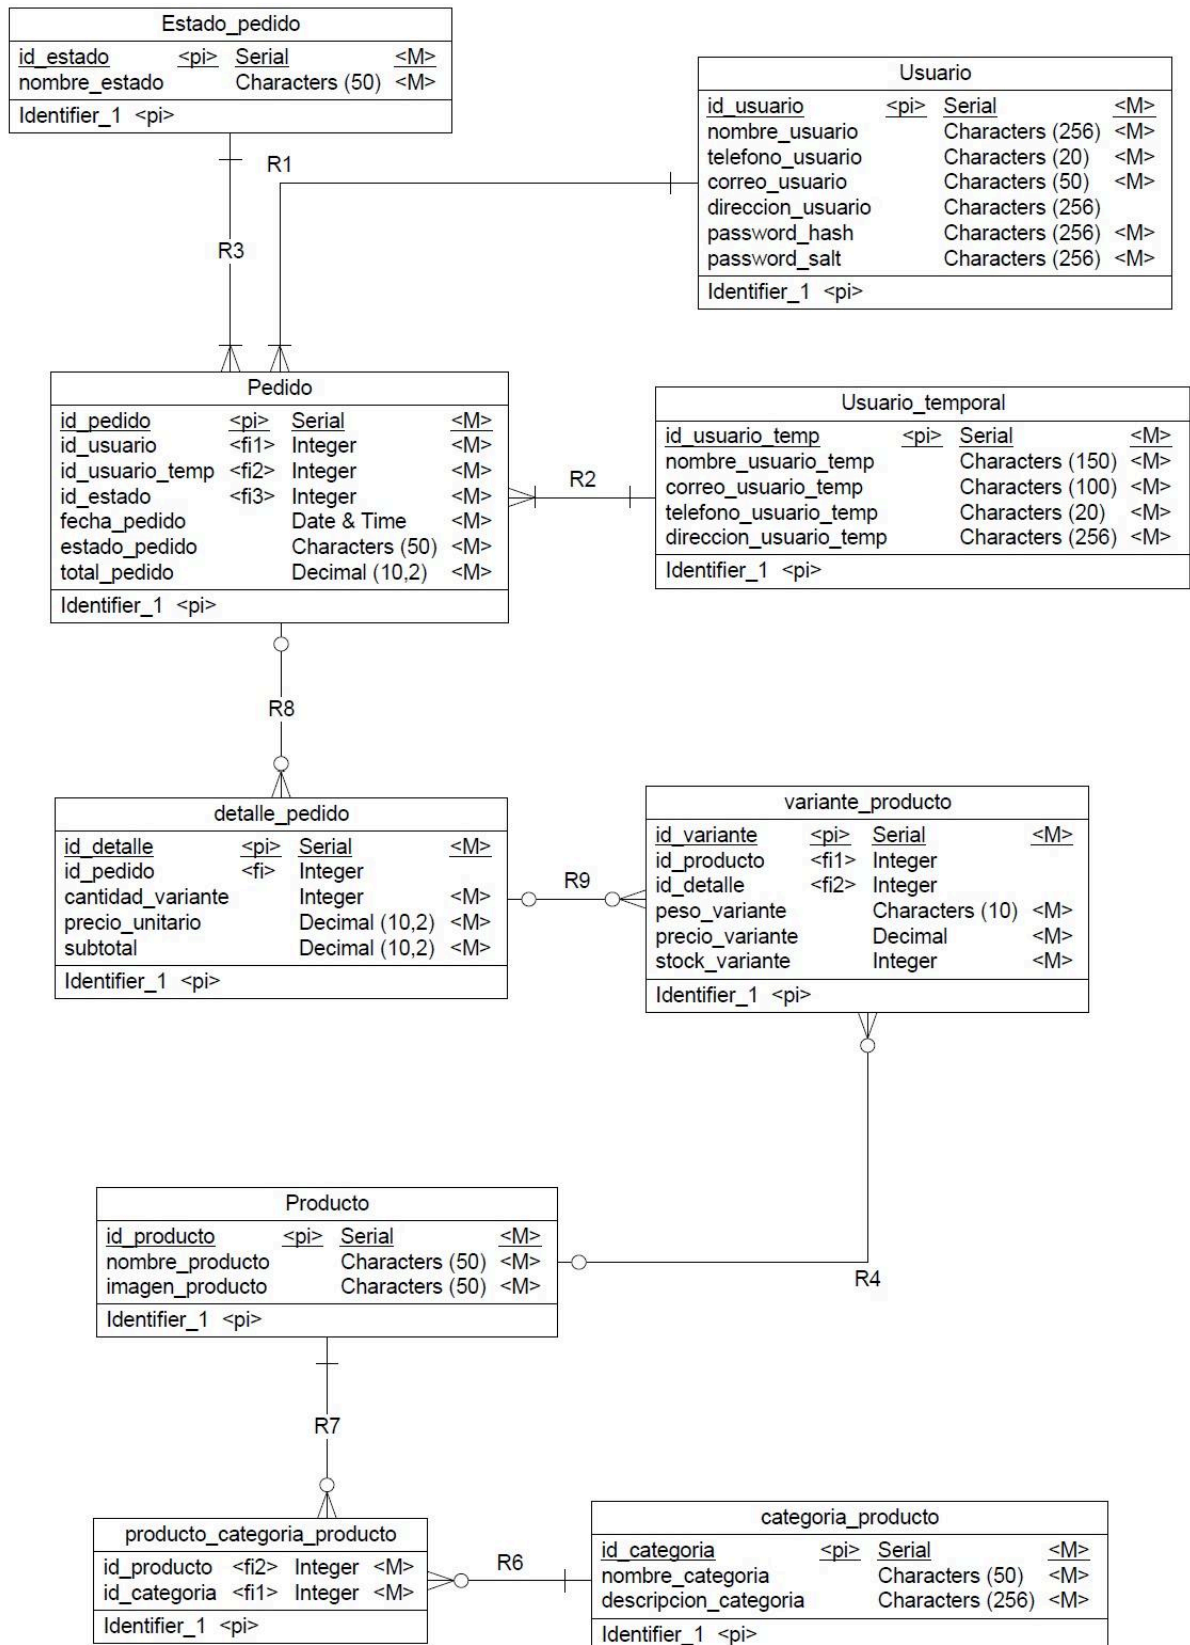 Estado_pedido
id_estado <pi> Serial <M>
nombre_estado Characters (50) <M>
Identifier_1 <pi>
Usuario
id_usuario <pi> Serial <M>
nombre_usuario Characters (256) <M>
telefono_usuario Characters (20) <M>
correo_usuario Characters (50) <M>
direccion_usuario Characters (256)
password_hash Characters (256) <M>
password_salt Characters (256) <M>
Identifier_1 <pi>
R1
R3
Pedido
id_pedido <pi> Serial <M>
id_usuario <fi1> Integer <M>
id_usuario_temp <fi2> Integer <M>
id_estado <fi3> Integer <M>
fecha_pedido Date & Time <M>
estado_pedido Characters (50) <M>
total_pedido Decimal (10,2) <M>
Identifier_1 <pi>
R2
Usuario_temporal
id_usuario_temp <pi> Serial <M>
nombre_usuario_temp Characters (150) <M>
correo_usuario_temp Characters (100) <M>
telefono_usuario_temp Characters (20) <M>
direccion_usuario_temp Characters (256) <M>
Identifier_1 <pi>
R8
detalle_pedido
id_detalle <pi> Serial <M>
id_pedido <fi> Integer
cantidad_variante Integer <M>
precio_unitario Decimal (10,2) <M>
subtotal Decimal (10,2) <M>
Identifier_1 <pi>
R9
variante_producto
id_variante <pi> Serial <M>
id_producto <fi1> Integer
id_detalle <fi2> Integer
peso_variante Characters (10) <M>
precio_variante Decimal <M>
stock_variante Integer <M>
Identifier_1 <pi>
Producto
id_producto <pi> Serial <M>
nombre_producto Characters (50) <M>
imagen_producto Characters (50) <M>
Identifier_1 <pi>
R4
R7
producto_categoria_producto
id_producto <fi2> Integer <M>
id_categoria <fi1> Integer <M>
Identifier_1 <pi>
R6
categoria_producto
id_categoria <pi> Serial <M>
nombre_categoria Characters (50) <M>
descripcion_categoria Characters (256) <M>
Identifier_1 <pi>